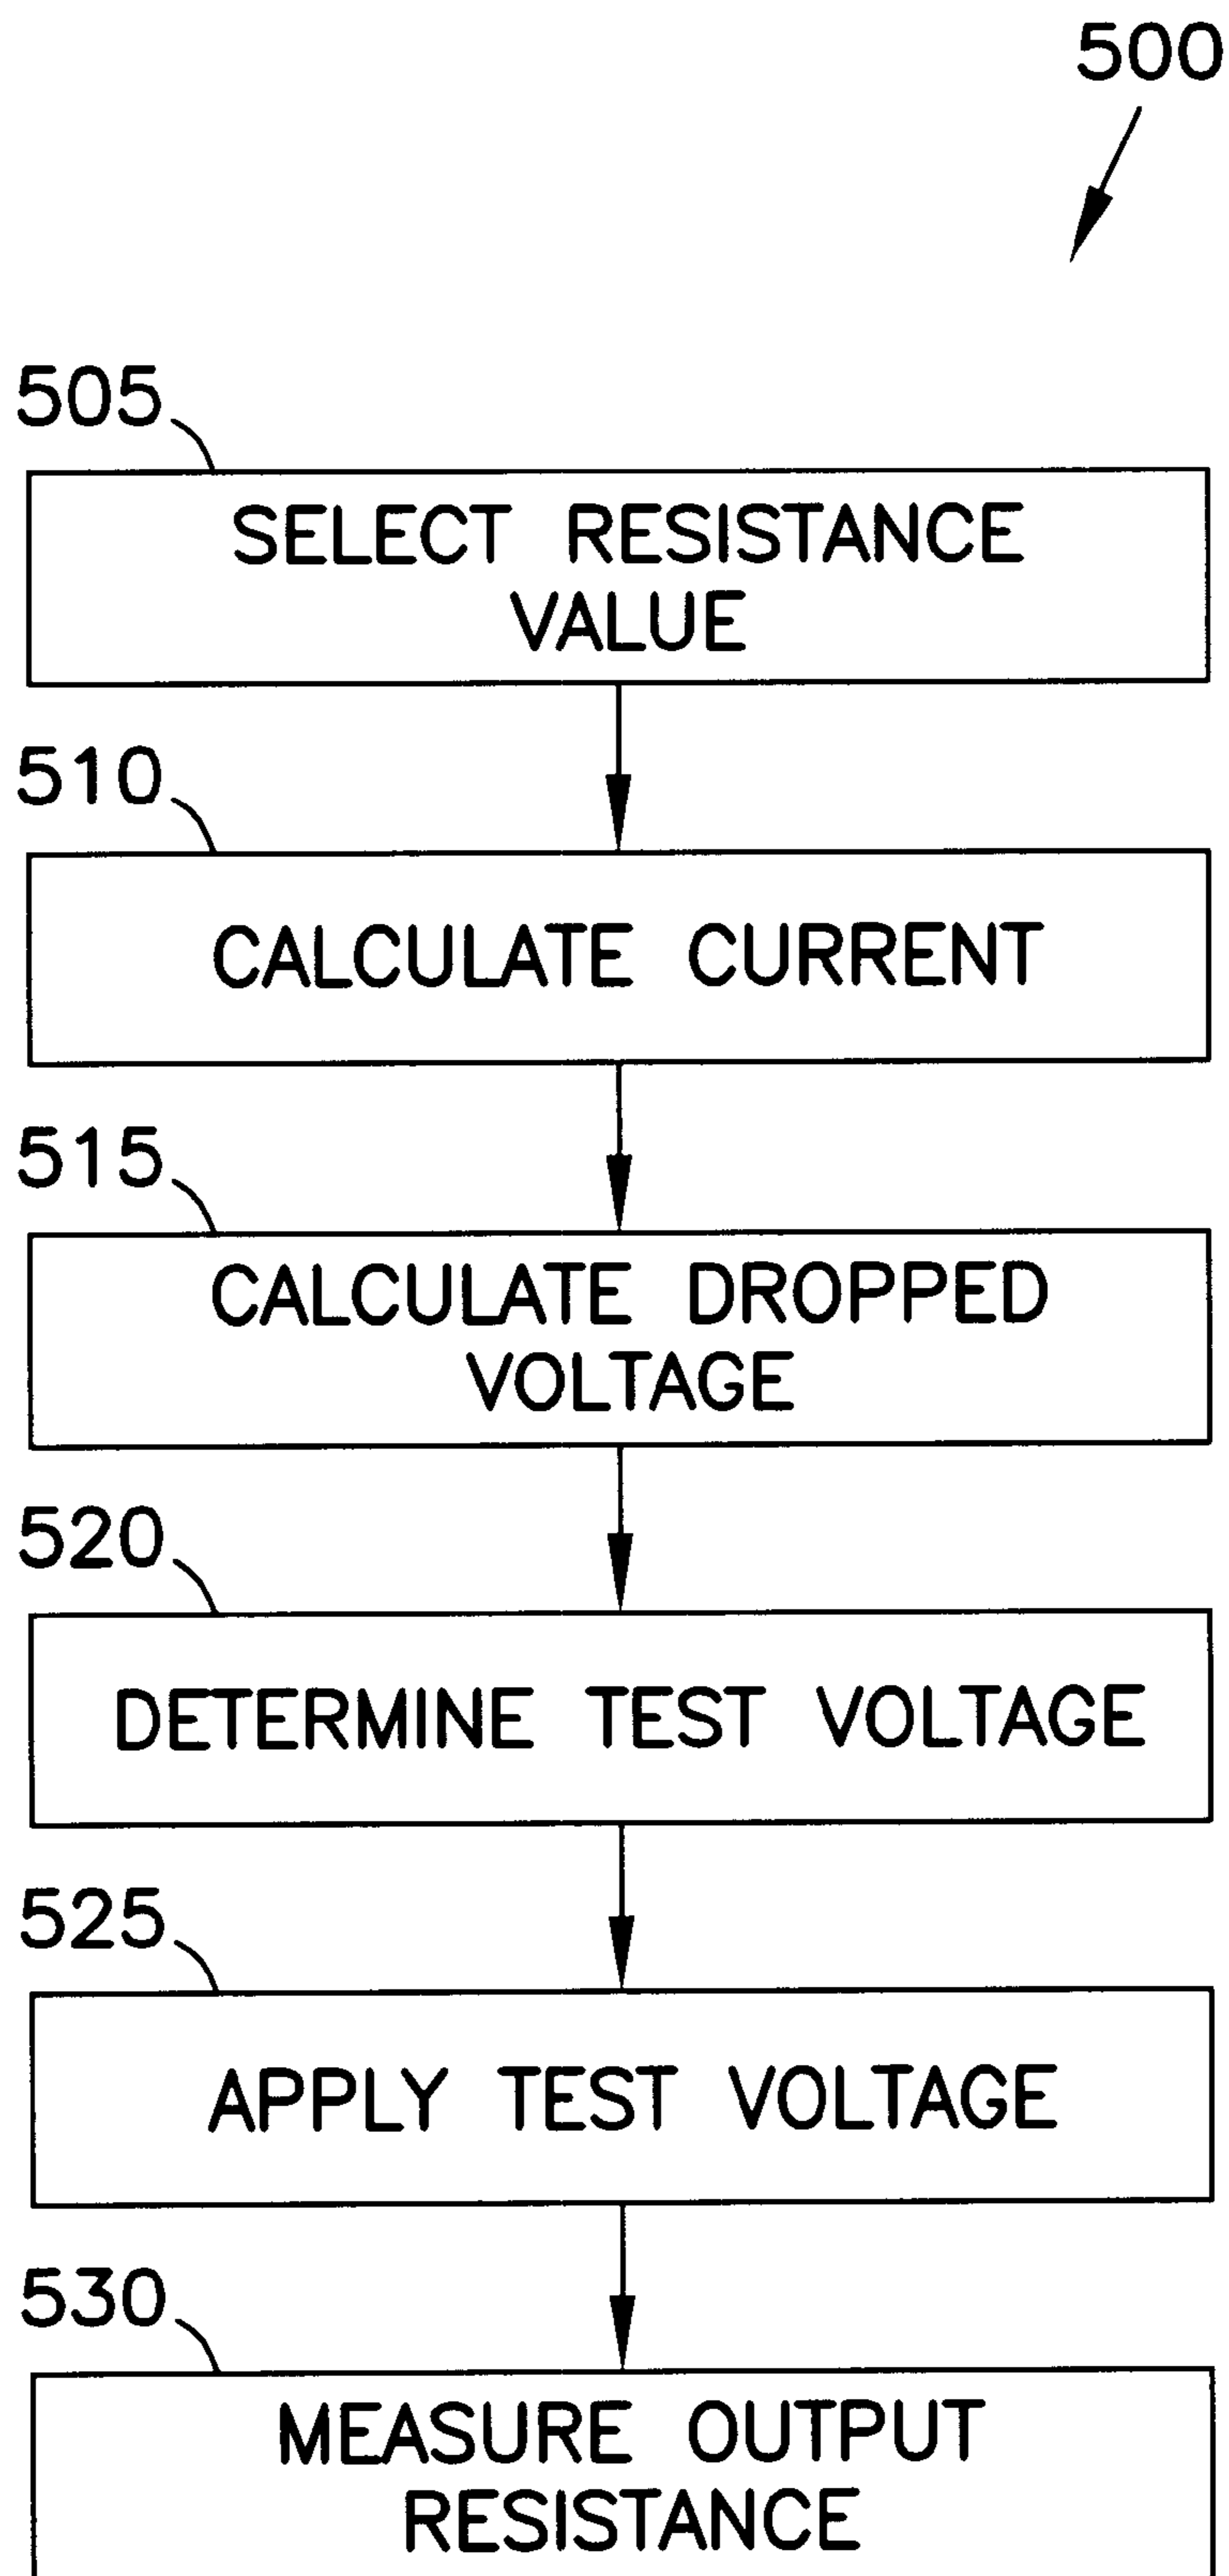 500
505
SELECT RESISTANCE
VALUE
510
CALCULATE CURRENT
515
CALCULATE DROPPED
VOLTAGE
520
DETERMINE TEST VOLTAGE
525
APPLY TEST VOLTAGE
530
MEASURE OUTPUT
RESISTANCE